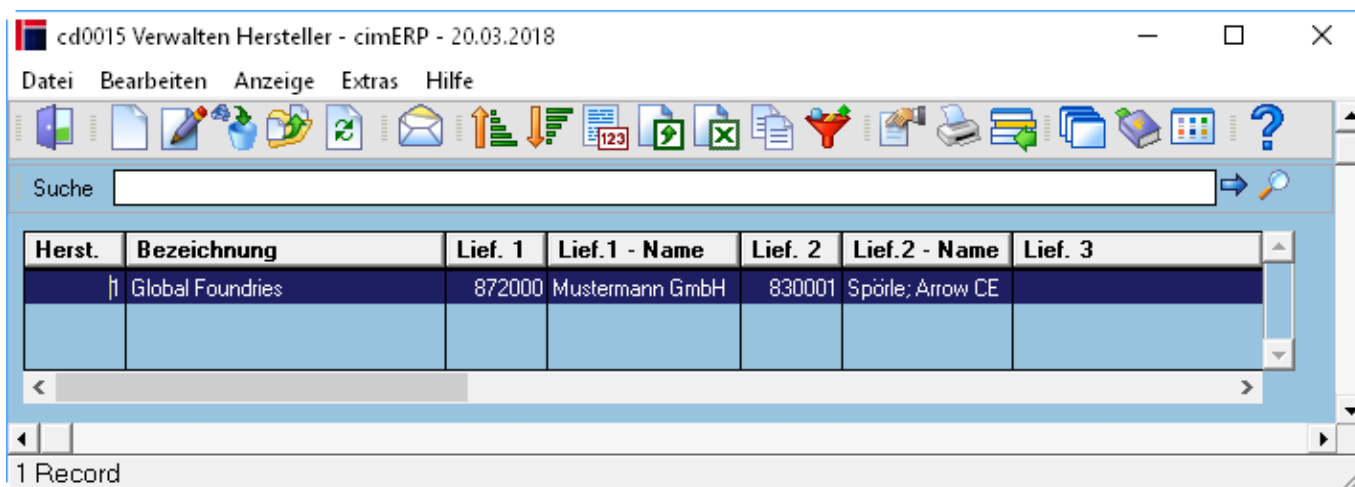 cd0015 Verwalten Hersteller - cimERP - 20.03.2018
Datei Bearbeiten Anzeige Extras Hilfe
123
Suche
Herst. Bezeichnung Lief. 1 Lief.1 - Name Lief. 2 Lief.2 - Name Lief. 3
1 Global Foundries 872000 Mustermann GmbH 830001 Spörle; Arrow CE
1 Record